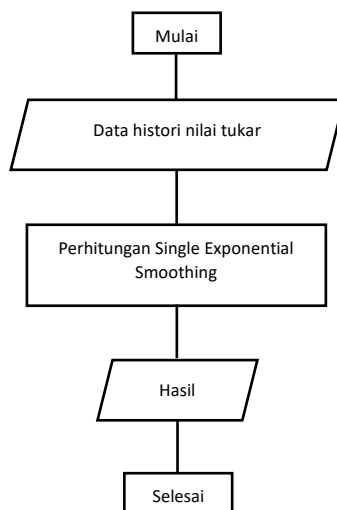 Mulai
Data histori nilai tukar
Perhitungan Single Exponential
Smoothing
Hasil
Selesai